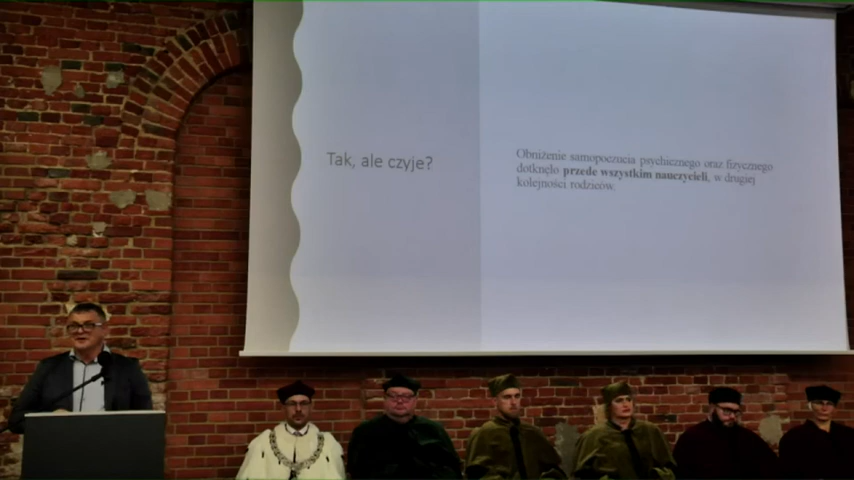 Tak, ale czyje?
Obniżenie samopoczucia psychicznego oraz fizycznego
dotknęło przede wszystkim nauczycieli, w drugiej
kolejności rodziców.